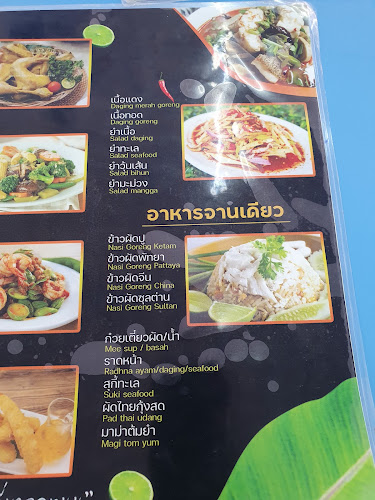 เนื้อแดง
Daging merah goreng
เนื้อทอด
Daging goreng
ยำเนื้อ
Salad daging
ยำทะเล
Salad seafood
ยำวุ้นเส้น
Salad bihun
ยำมะม่วง
Salad mangga
อาหารจานเดียว
ข้าวผัดปู
Nasi Goreng Ketam
ข้าวผัดพัทยา
Nasi Goreng Pattaya
ข้าวผัดจีน
Nasi Goreng China
ข้าวผัดซุลต่าน
Nasi Goreng Sultan
ก๋วยเตี๋ยวผัด/น้ำ
Mee sup / basah
ราดหน้า
Radhna ayam/daging/seafood
สุกี้ทะเล
Suki seafood
ผัดไทยกุ้งสด
Pad thai udang
มาม่าต้มยำ
Magi tom yum